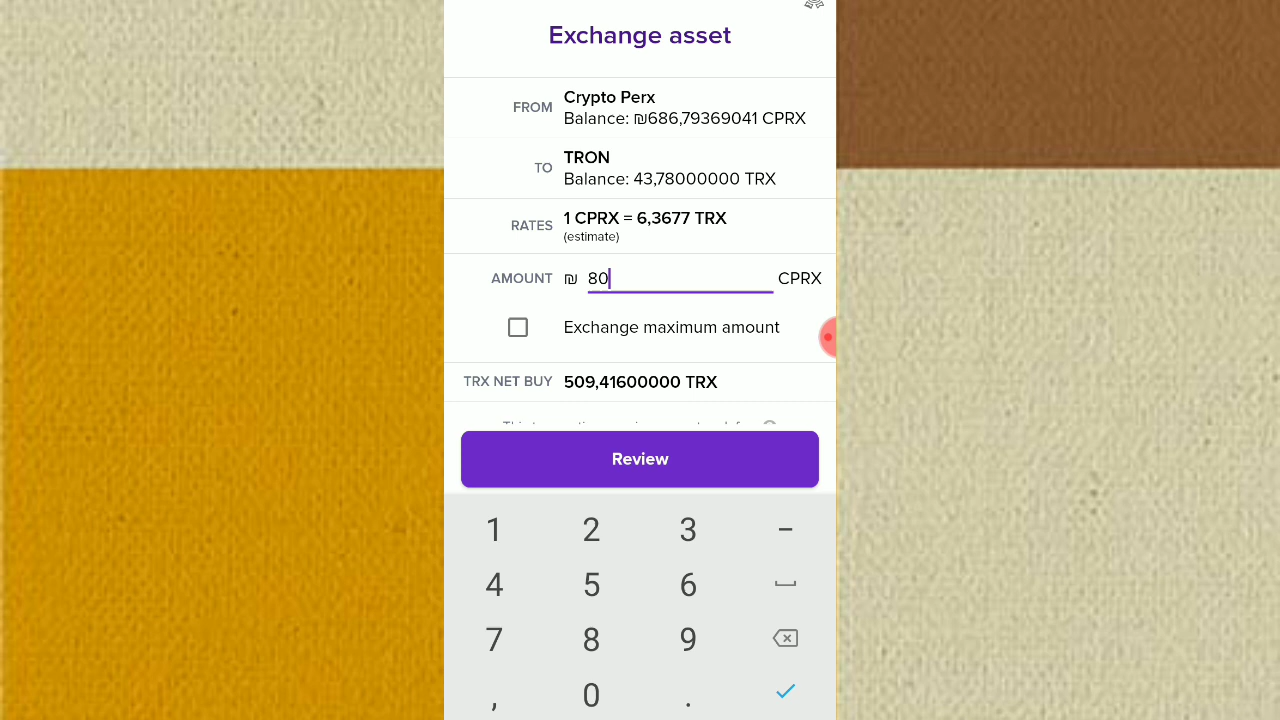 Exchange asset
FROM
Crypto Perx
Balance: ₪686,79369041 CPRX
TO
TRON
Balance: 43,78000000 TRX
RATES
1 CPRX = 6,3677 TRX
(estimate)
AMOUNT ₪ 80 CPRX
Exchange maximum amount
TRX NET BUY 509,41600000 TRX
Review
1 2 3 -
4 5 6
7 8 9
, 0 .